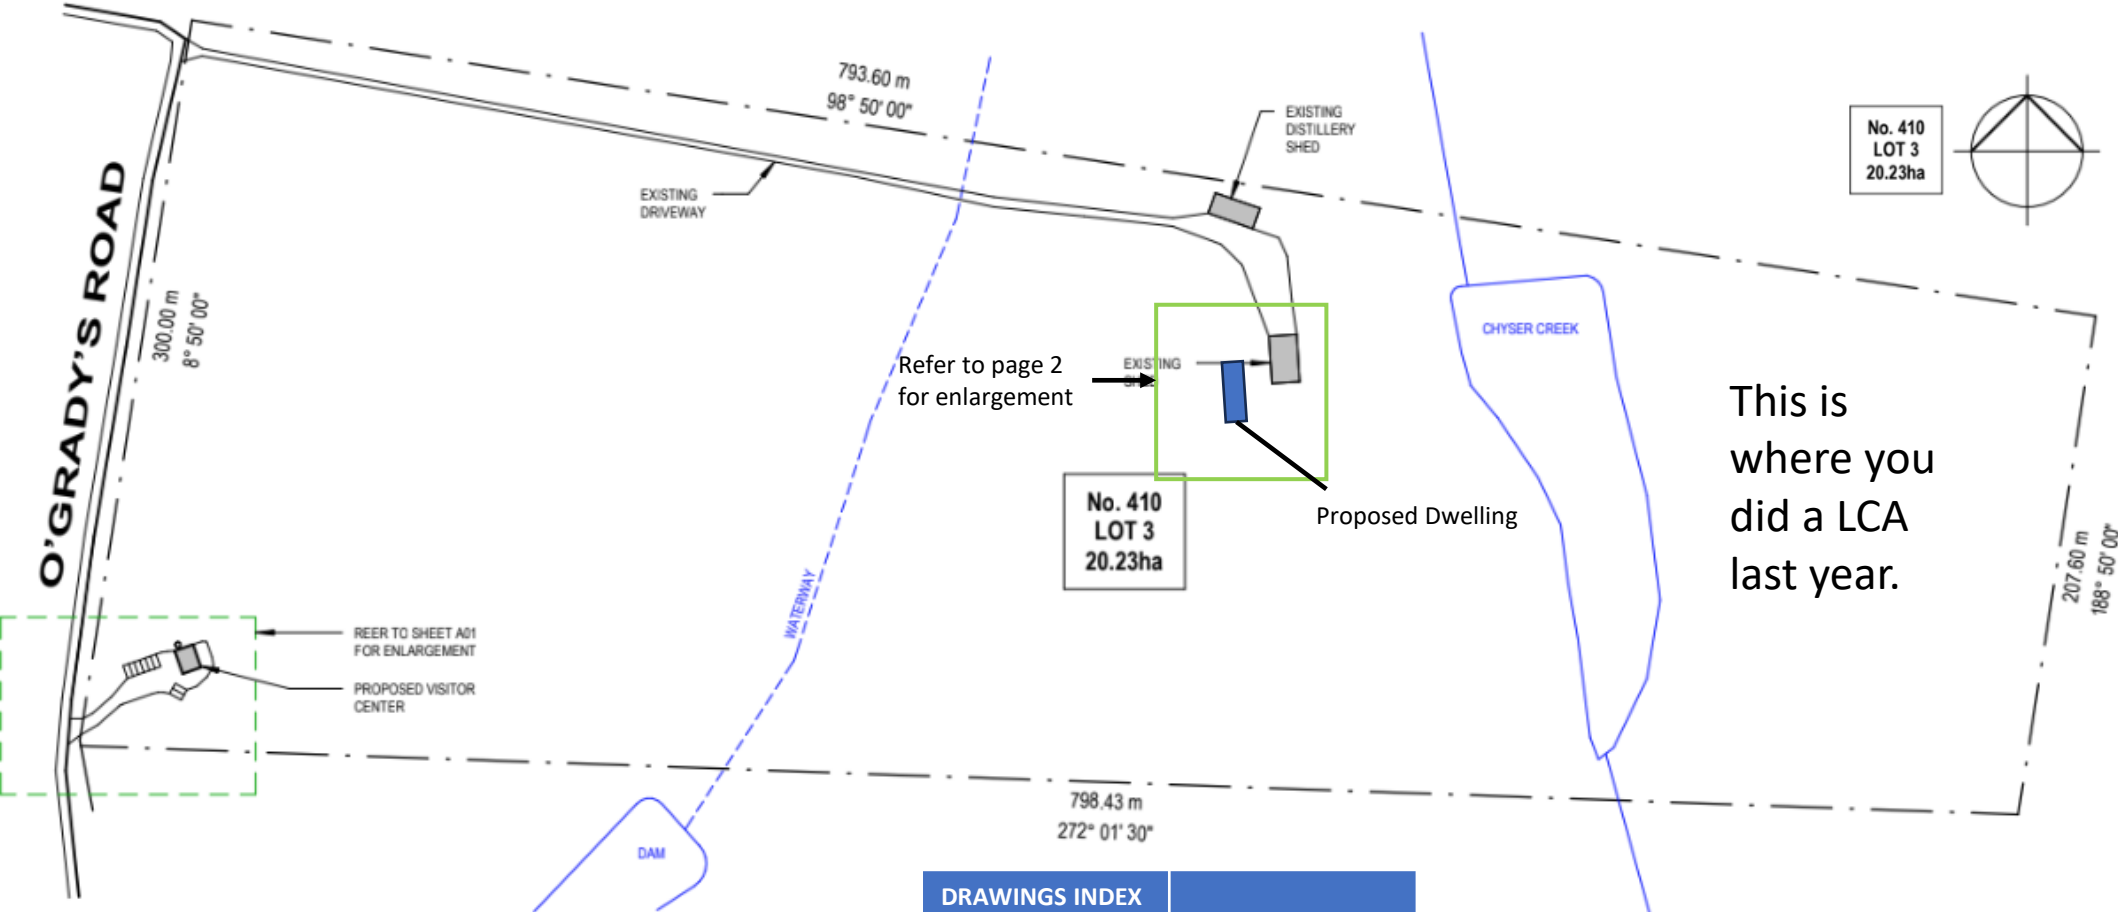 793.60 m
98° 50' 00"
EXISTING
DISTILLERY
SHED
No. 410
LOT 3
20.23ha
EXISTING
DRIVEWAY
O'GRADY'S ROAD
300.00 m
8° 50' 00"
Refer to page 2
for enlargement
EXISTING
CHYSER CREEK
This is
where you
did a LCA
last year.
No. 410
LOT 3
20.23ha
Proposed Dwelling
207.60 m
188° 50' 00"
WATERWAY
REER TO SHEET A01
FOR ENLARGEMENT
PROPOSED VISITOR
CENTER
798.43 m
272° 01' 30"
DAM
DRAWINGS INDEX